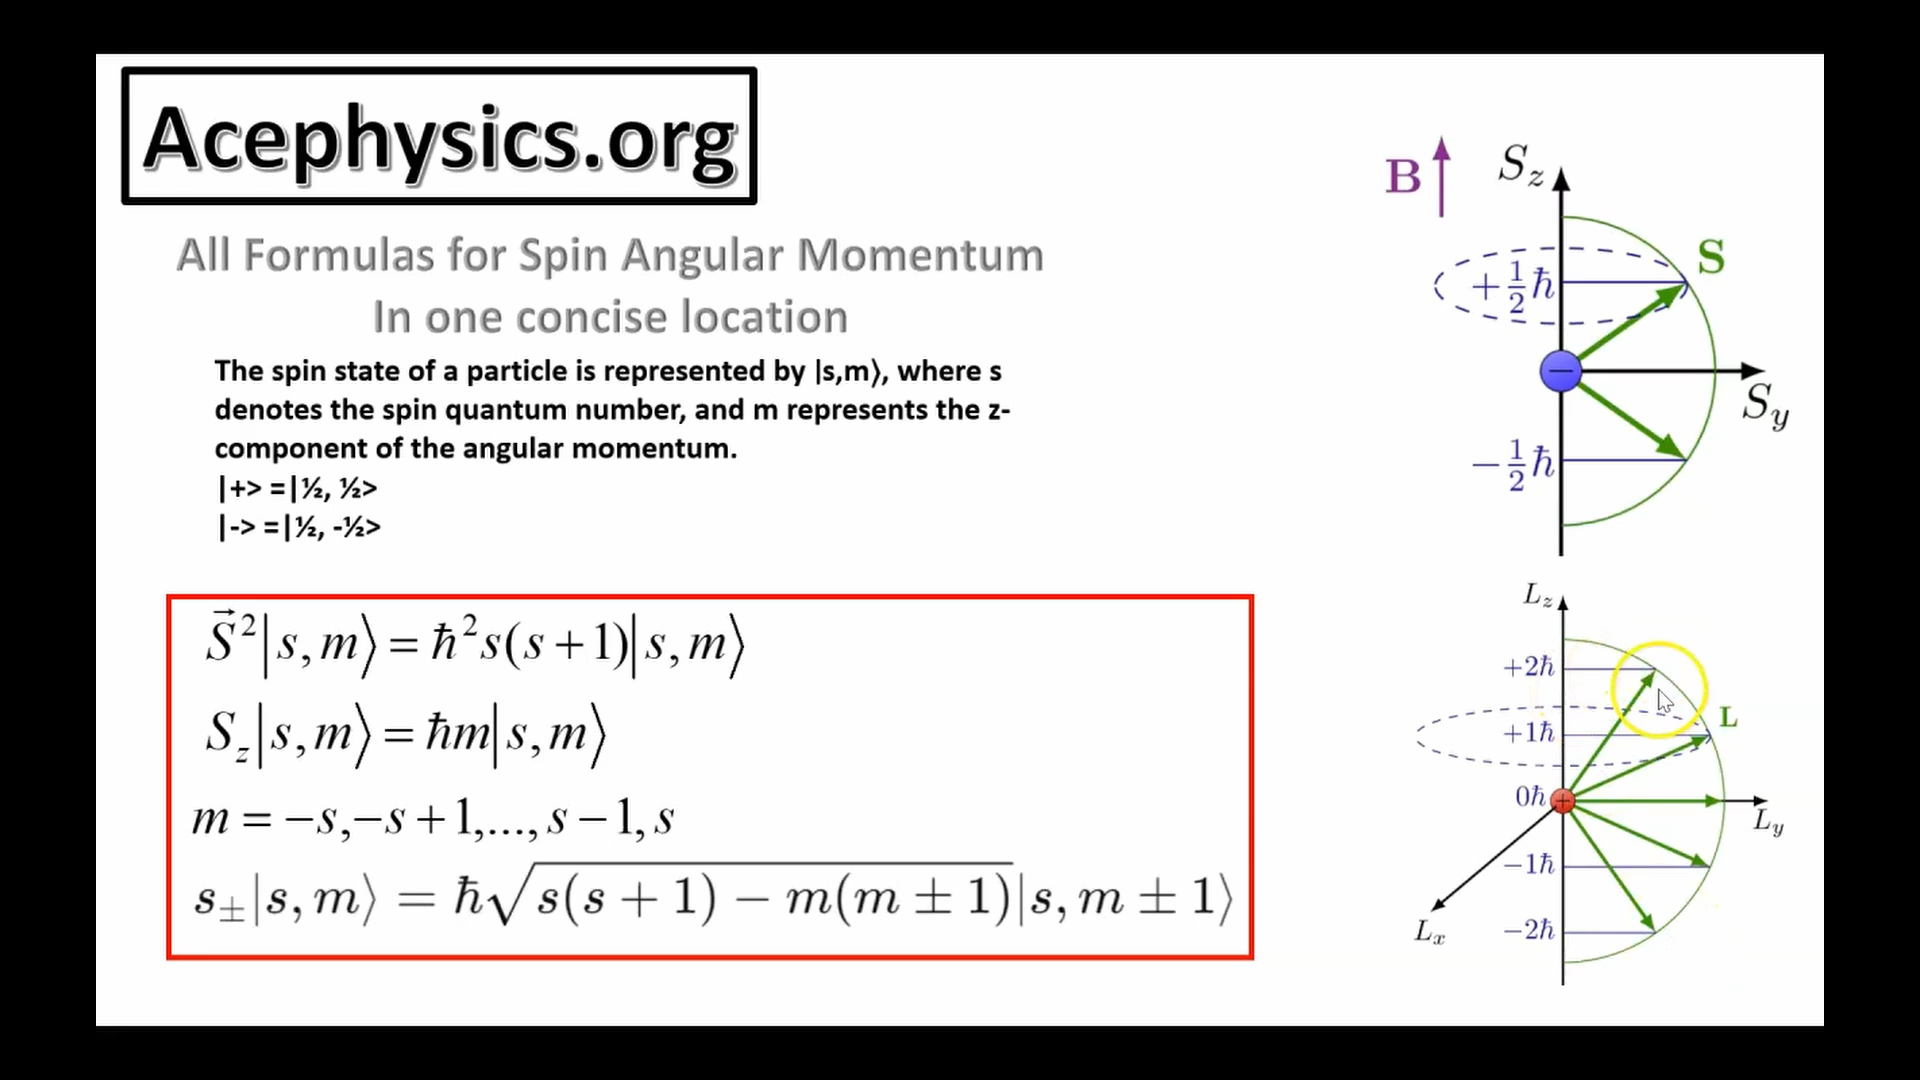 Acephysics.org
All Formulas for Spin Angular Momentum
In one concise location
The spin state of a particle is represented by |s,m⟩, where s
denotes the spin quantum number, and m represents the z-
component of the angular momentum.
|+> =|½, ½>
|-> =|½, -½>
S⃗²|s,m⟩ = ℏ²s(s+1)|s,m⟩
S_z|s,m⟩ = ℏm|s,m⟩
m = −s,−s+1,...,s−1,s
s_±|s,m⟩ = ℏ√(s(s+1) − m(m±1))|s,m±1⟩
B
S_z
S
+½ℏ
−
S_y
−½ℏ
L_z
+2ℏ
L
+1ℏ
0ℏ
+
L_y
−1ℏ
L_x
−2ℏ